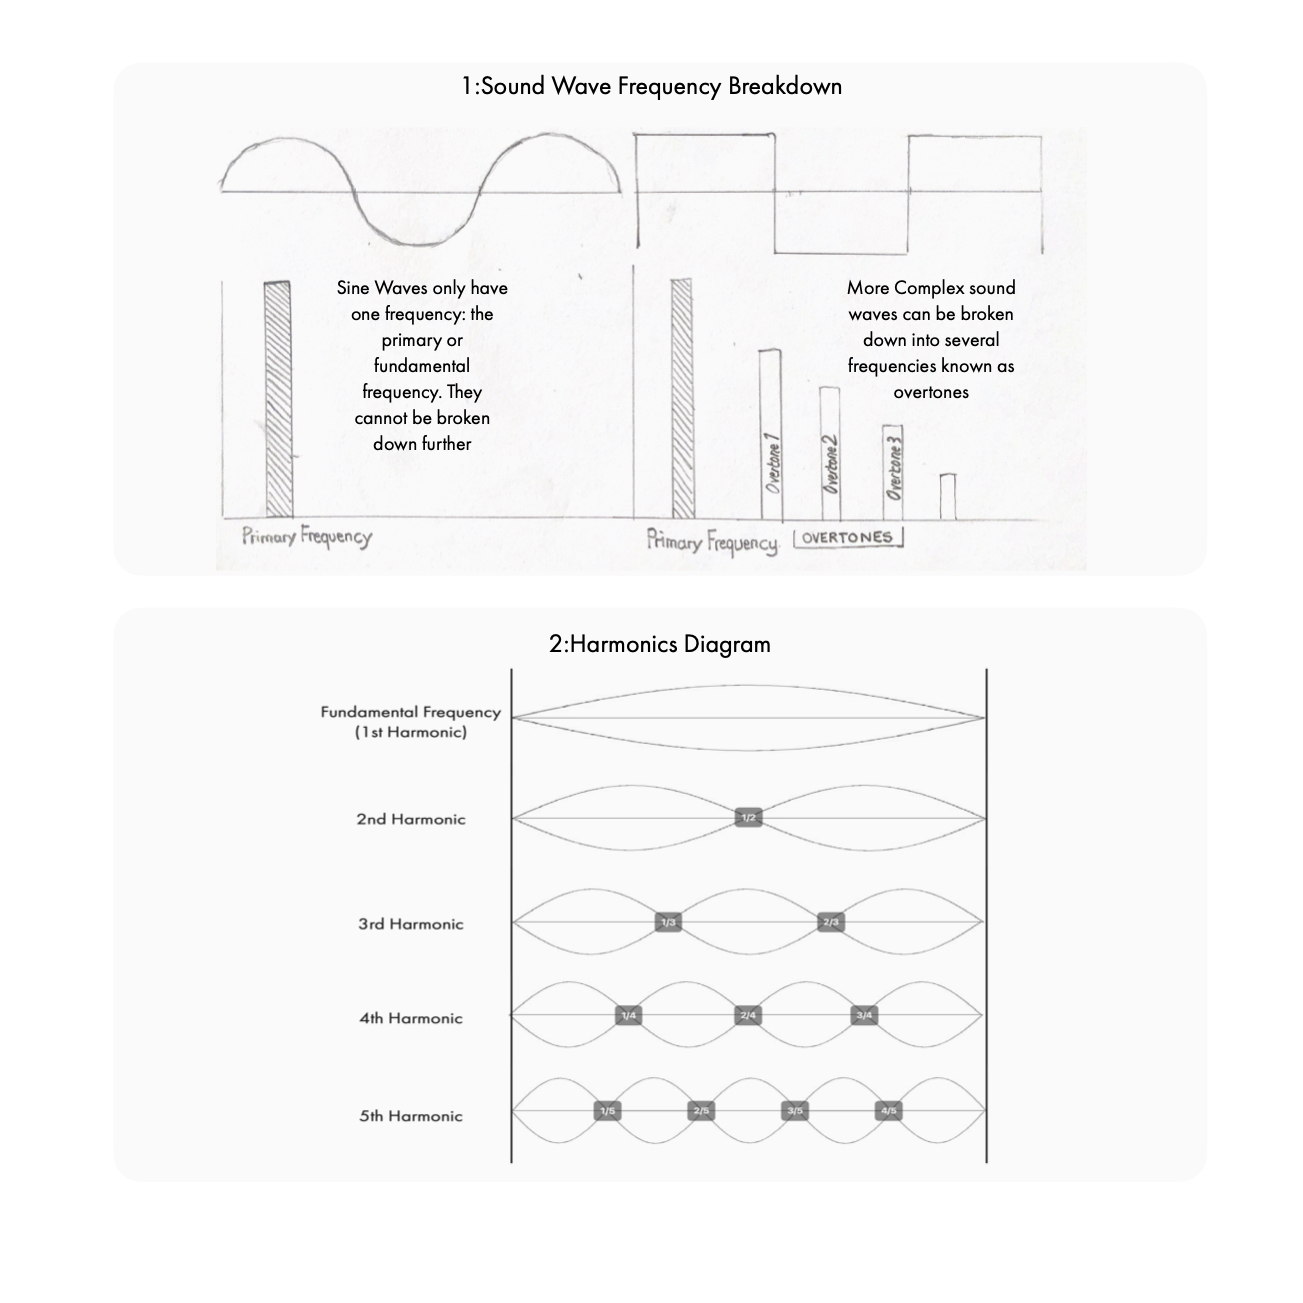 1:Sound Wave Frequency Breakdown
Sine Waves only have
one frequency: the
primary or
fundamental
frequency. They
cannot be broken
down further
More Complex sound
waves can be broken
down into several
frequencies known as
overtones
Overtone 1
Overtone 2
Overtone 3
Primary Frequency
Primary Frequency
OVERTONES
2:Harmonics Diagram
Fundamental Frequency
(1st Harmonic)
2nd Harmonic
1/2
3rd Harmonic
1/3
2/3
4th Harmonic
1/4
2/4
3/4
5th Harmonic
1/5
2/5
3/5
4/5